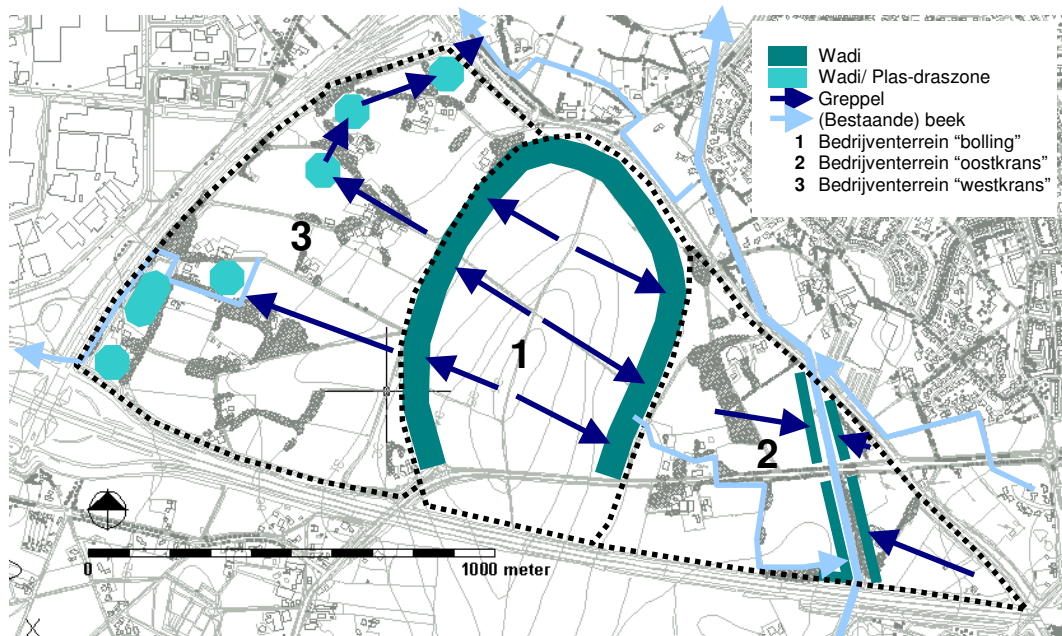 Wadi
Wadi/ Plas-draszone
Greppel
(Bestaande) beek
1 Bedrijventerrein “bolling”
2 Bedrijventerrein “oostkrans”
3 Bedrijventerrein “westkrans”
3
1
2
0 1000 meter
X